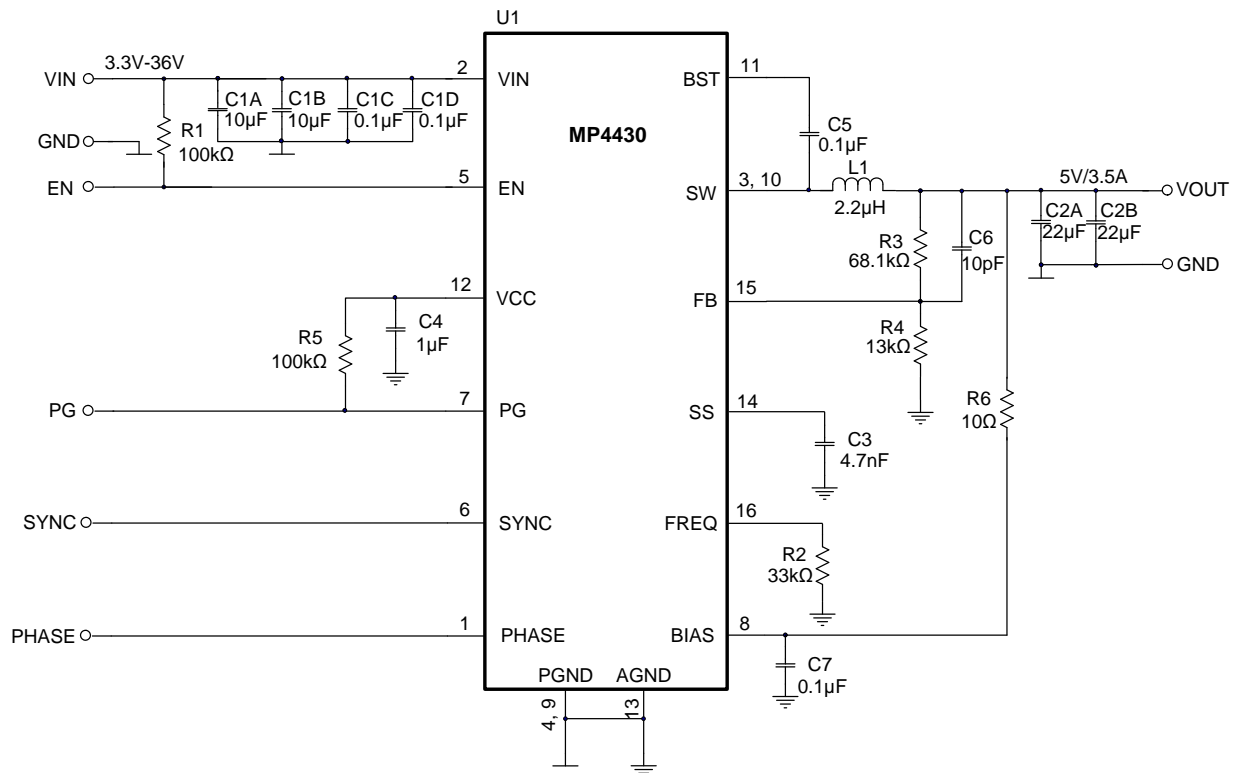 U1
3.3V-36V
VIN
2
VIN
C1A
10µF
C1B
10µF
C1C
0.1µF
C1D
0.1µF
GND
R1
100kΩ
EN
5
EN
MP4430
BST
11
C5
0.1µF
SW
3, 10
L1
2.2µH
5V/3.5A
VOUT
C2A
22µF
C2B
22µF
GND
R3
68.1kΩ
C6
10pF
12
VCC
FB
15
R5
100kΩ
C4
1µF
R4
13kΩ
PG
7
PG
SS
14
R6
10Ω
C3
4.7nF
SYNC
6
SYNC
FREQ
16
R2
33kΩ
PHASE
1
PHASE
BIAS
8
C7
0.1µF
PGND
AGND
4, 9
13